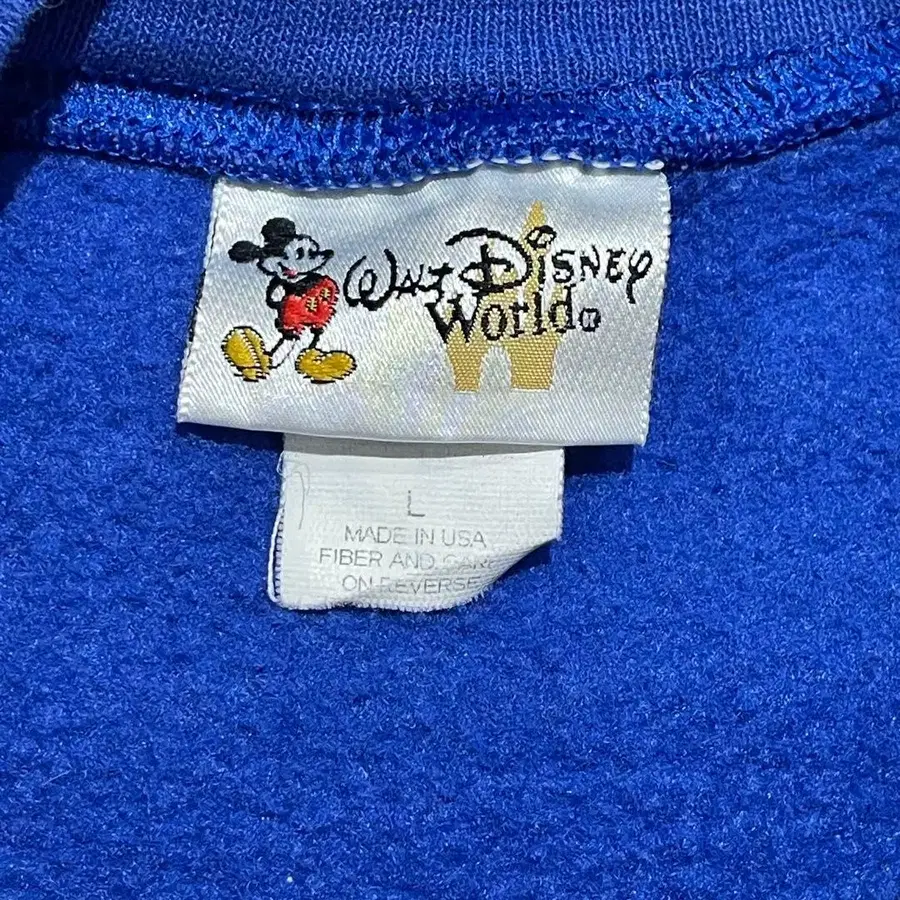 Walt Disney
World®
L
MADE IN USA
FIBER AND CARE
ON REVERSE